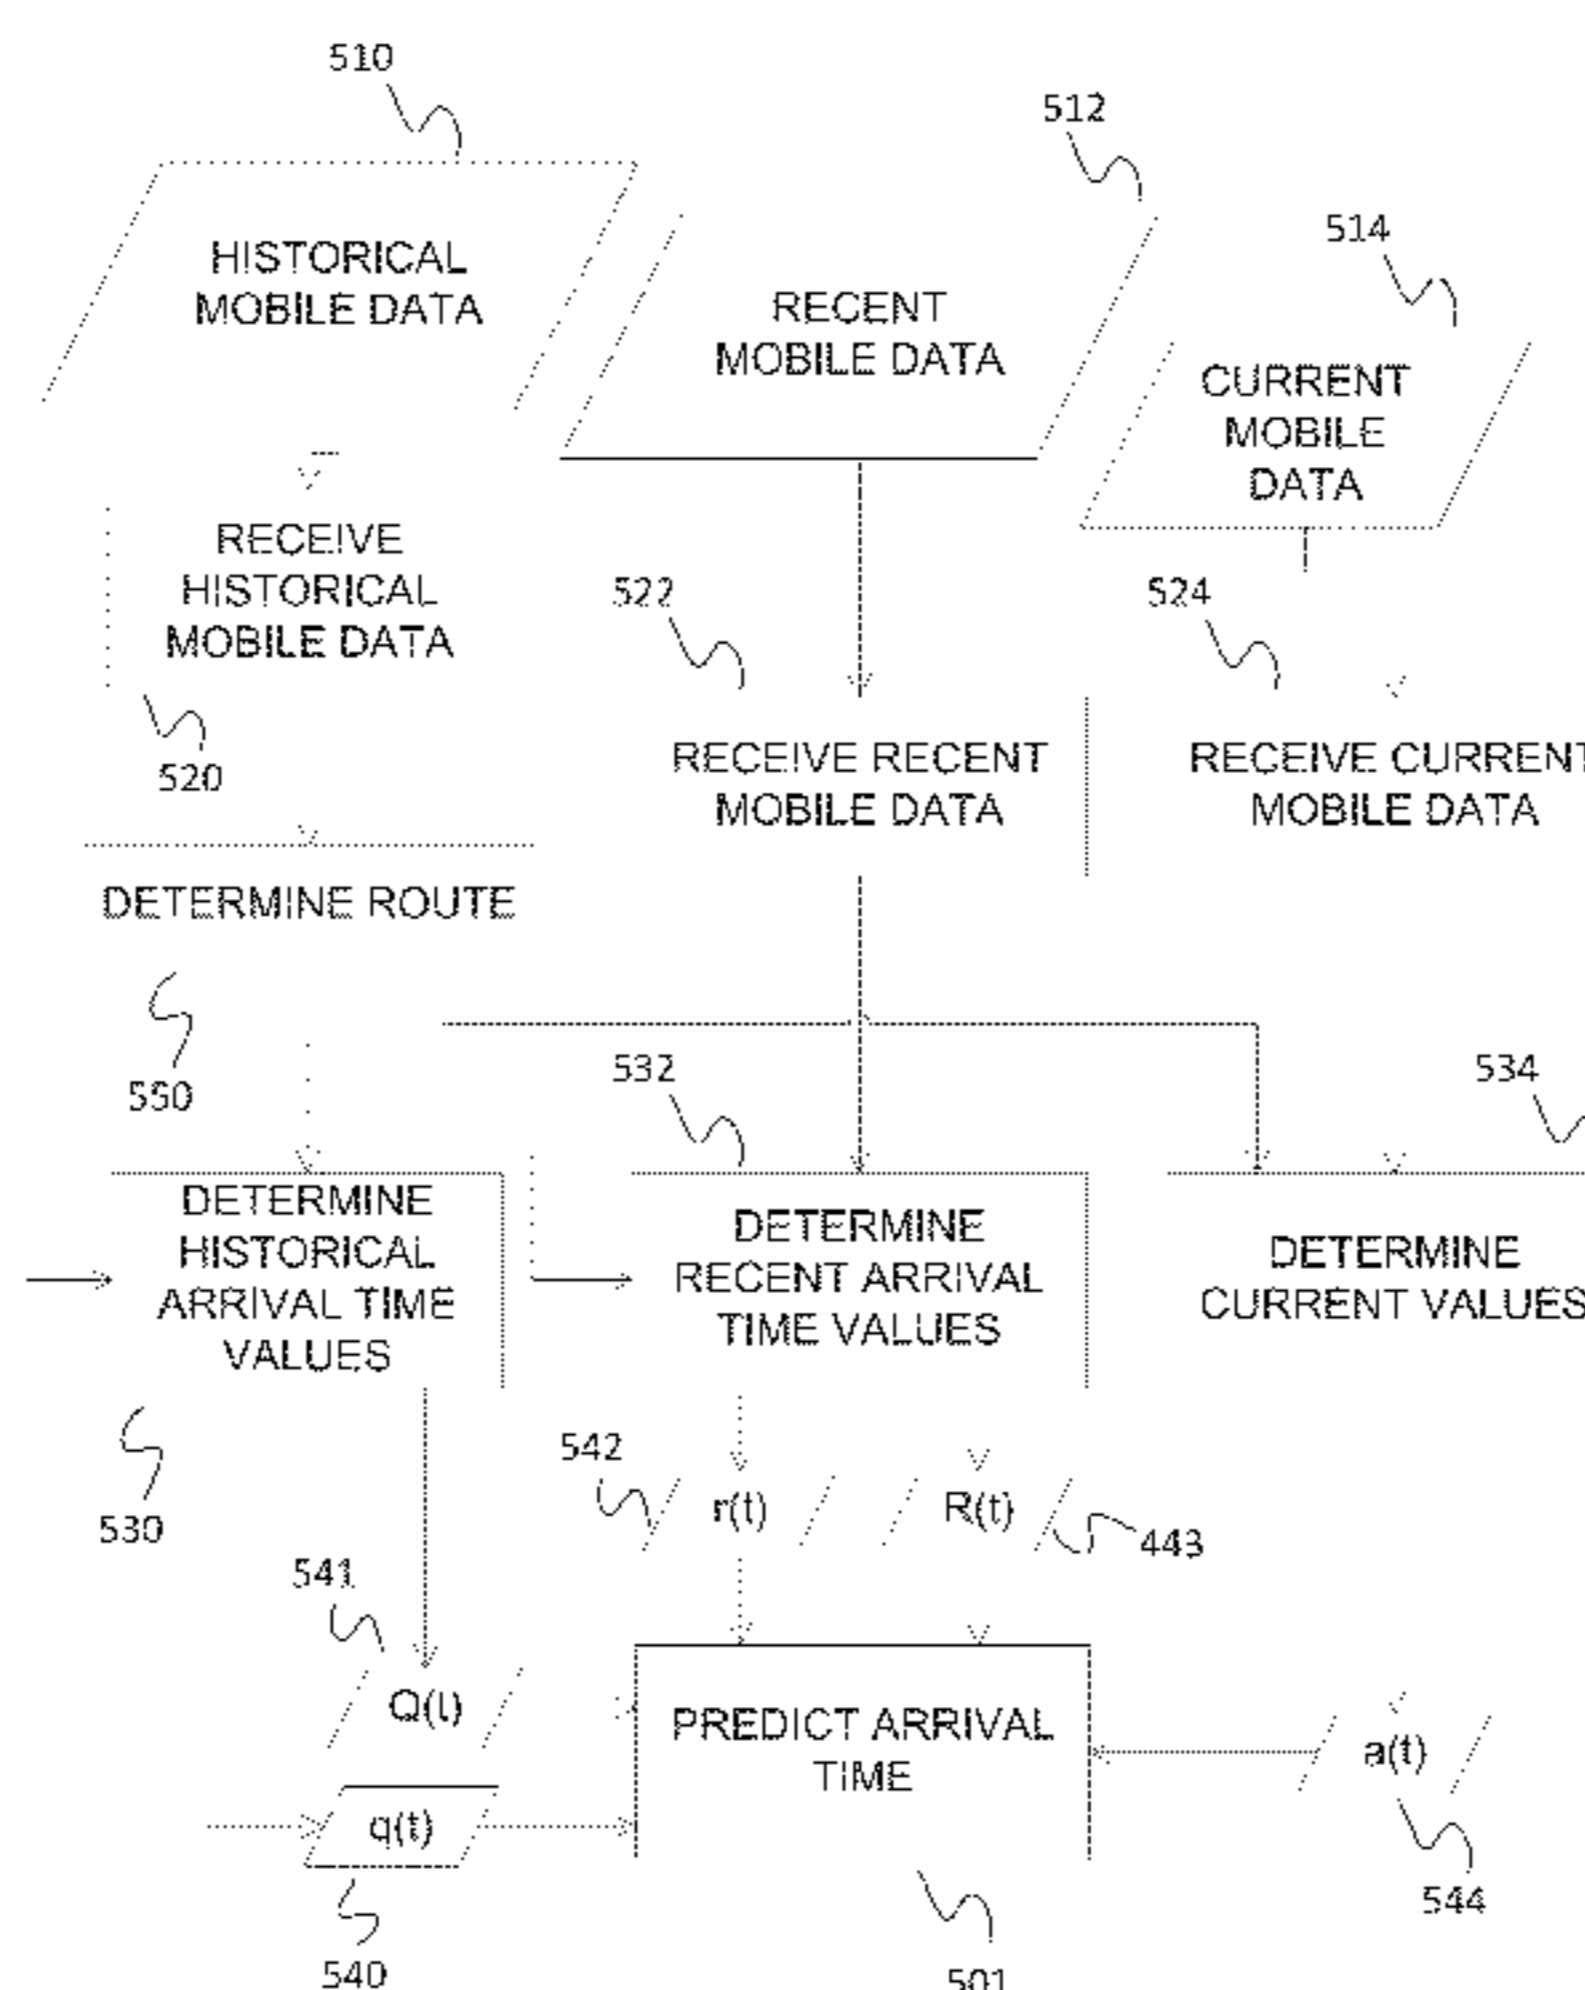 510
512
514
HISTORICAL
MOBILE DATA
RECENT
MOBILE DATA
CURRENT
MOBILE
DATA
RECEIVE
HISTORICAL
MOBILE DATA
520
522
524
RECEIVE RECENT
MOBILE DATA
RECEIVE CURRENT
MOBILE DATA
DETERMINE ROUTE
550
532
534
DETERMINE
HISTORICAL
ARRIVAL TIME
VALUES
DETERMINE
RECENT ARRIVAL
TIME VALUES
DETERMINE
CURRENT VALUES
530
542
r(t)
R(t)
443
541
Q(t)
q(t)
540
PREDICT ARRIVAL
TIME
a(t)
544
501